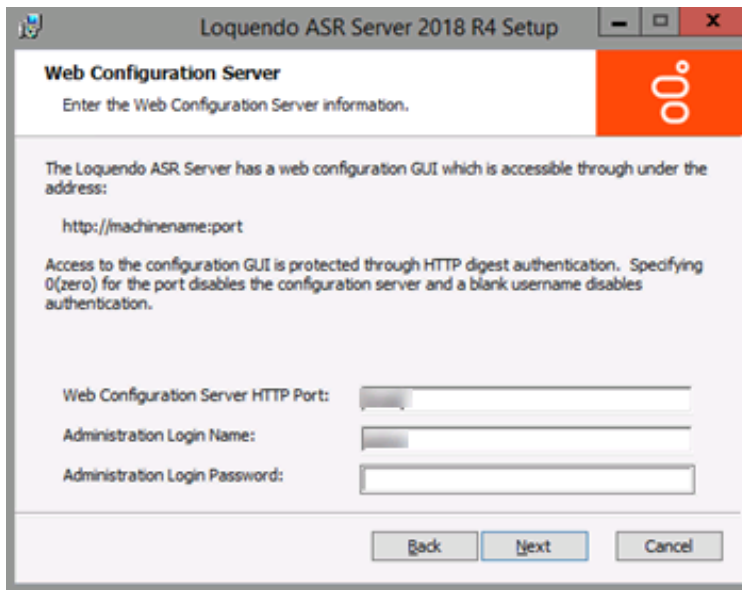 Loquendo ASR Server 2018 R4 Setup
Web Configuration Server
Enter the Web Configuration Server information.
The Loquendo ASR Server has a web configuration GUI which is accessible through under the
address:
http://machinename:port
Access to the configuration GUI is protected through HTTP digest authentication. Specifying
0(zero) for the port disables the configuration server and a blank username disables
authentication.
Web Configuration Server HTTP Port:
Administration Login Name:
Administration Login Password:
Back Next Cancel